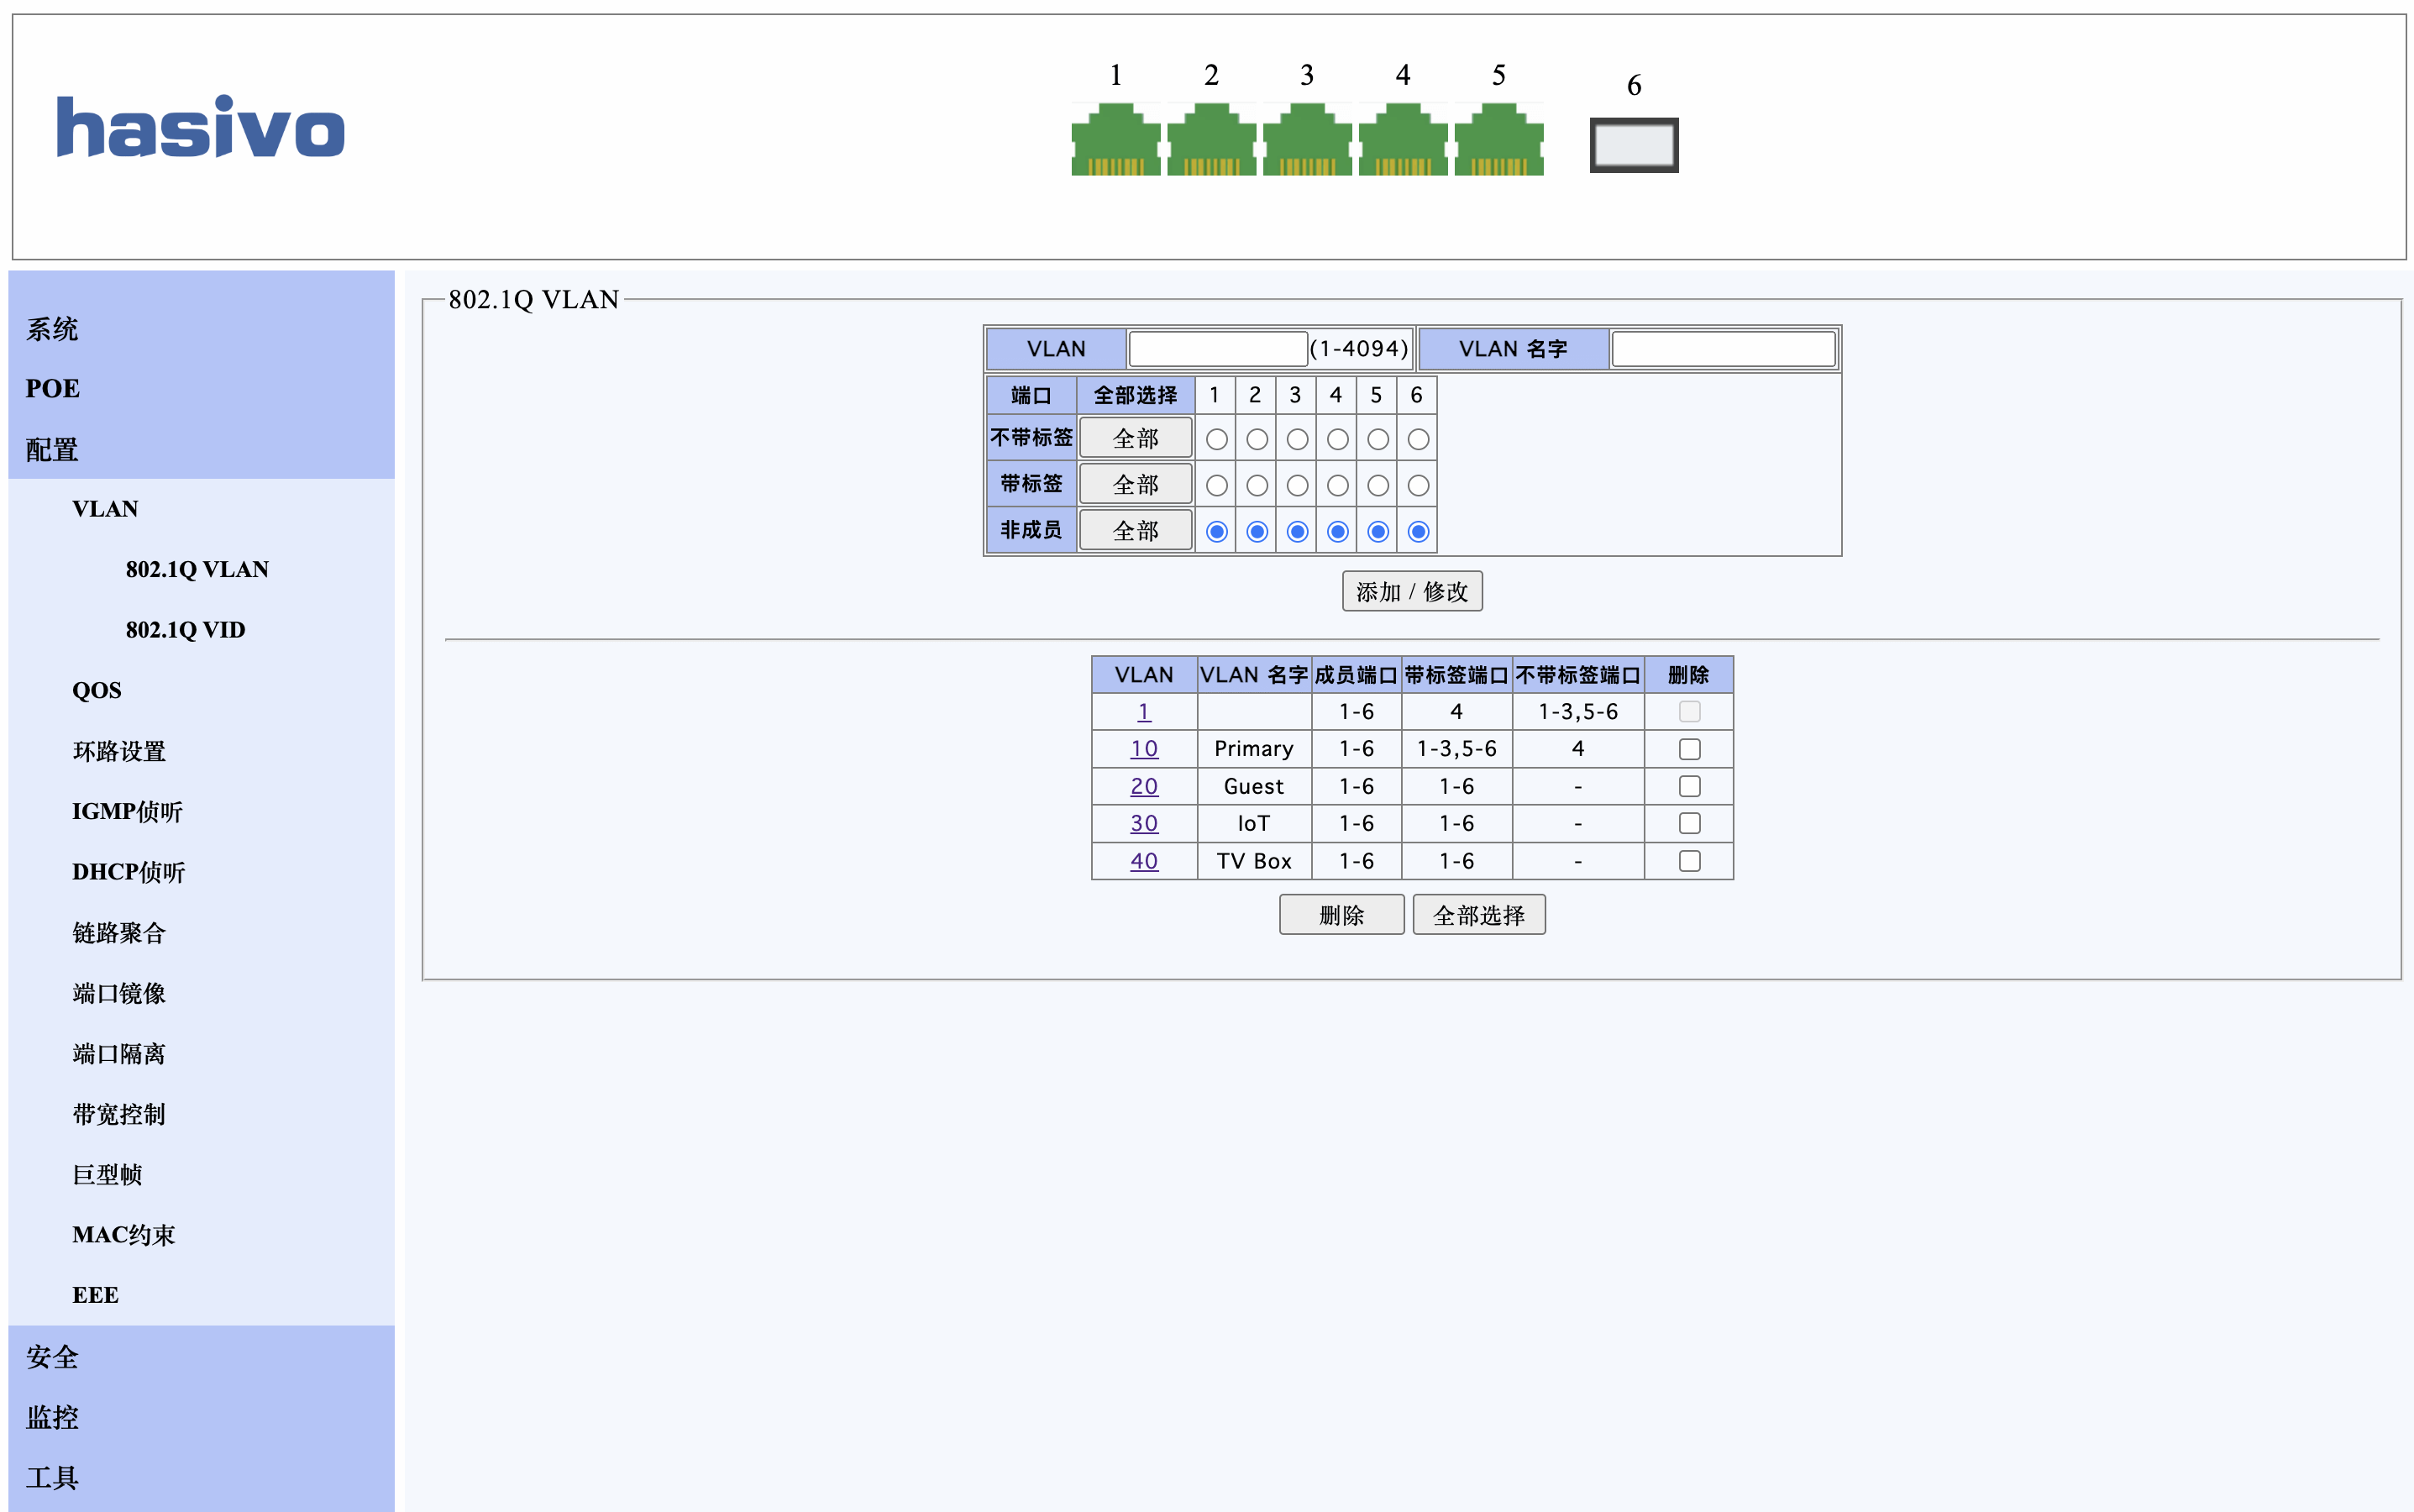 hasivo
1 2 3 4 5 6
系统
POE
配置
VLAN
802.1Q VLAN
802.1Q VID
QOS
环路设置
IGMP侦听
DHCP侦听
链路聚合
端口镜像
端口隔离
带宽控制
巨型帧
MAC约束
EEE
安全
监控
工具
802.1Q VLAN
VLAN (1-4094) VLAN 名字
端口 全部选择 1 2 3 4 5 6
不带标签 全部
带标签 全部
非成员 全部
添加 / 修改
VLAN VLAN 名字 成员端口 带标签端口 不带标签端口 删除
1 1-6 4 1-3,5-6
10 Primary 1-6 1-3,5-6 4
20 Guest 1-6 1-6 -
30 IoT 1-6 1-6 -
40 TV Box 1-6 1-6 -
删除 全部选择